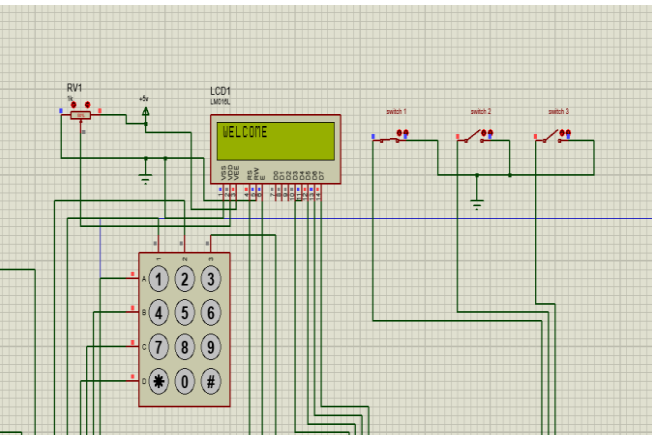 RV1
1k
+5v
LCD1
LM016L
WELCOME
VSS
VDD
VEE
RS
RW
E
D0
D1
D2
D3
D4
D5
D6
D7
switch 1
switch 2
switch 3
1
2
3
A
B
C
D
1 2 3
4 5 6
7 8 9
* 0 #